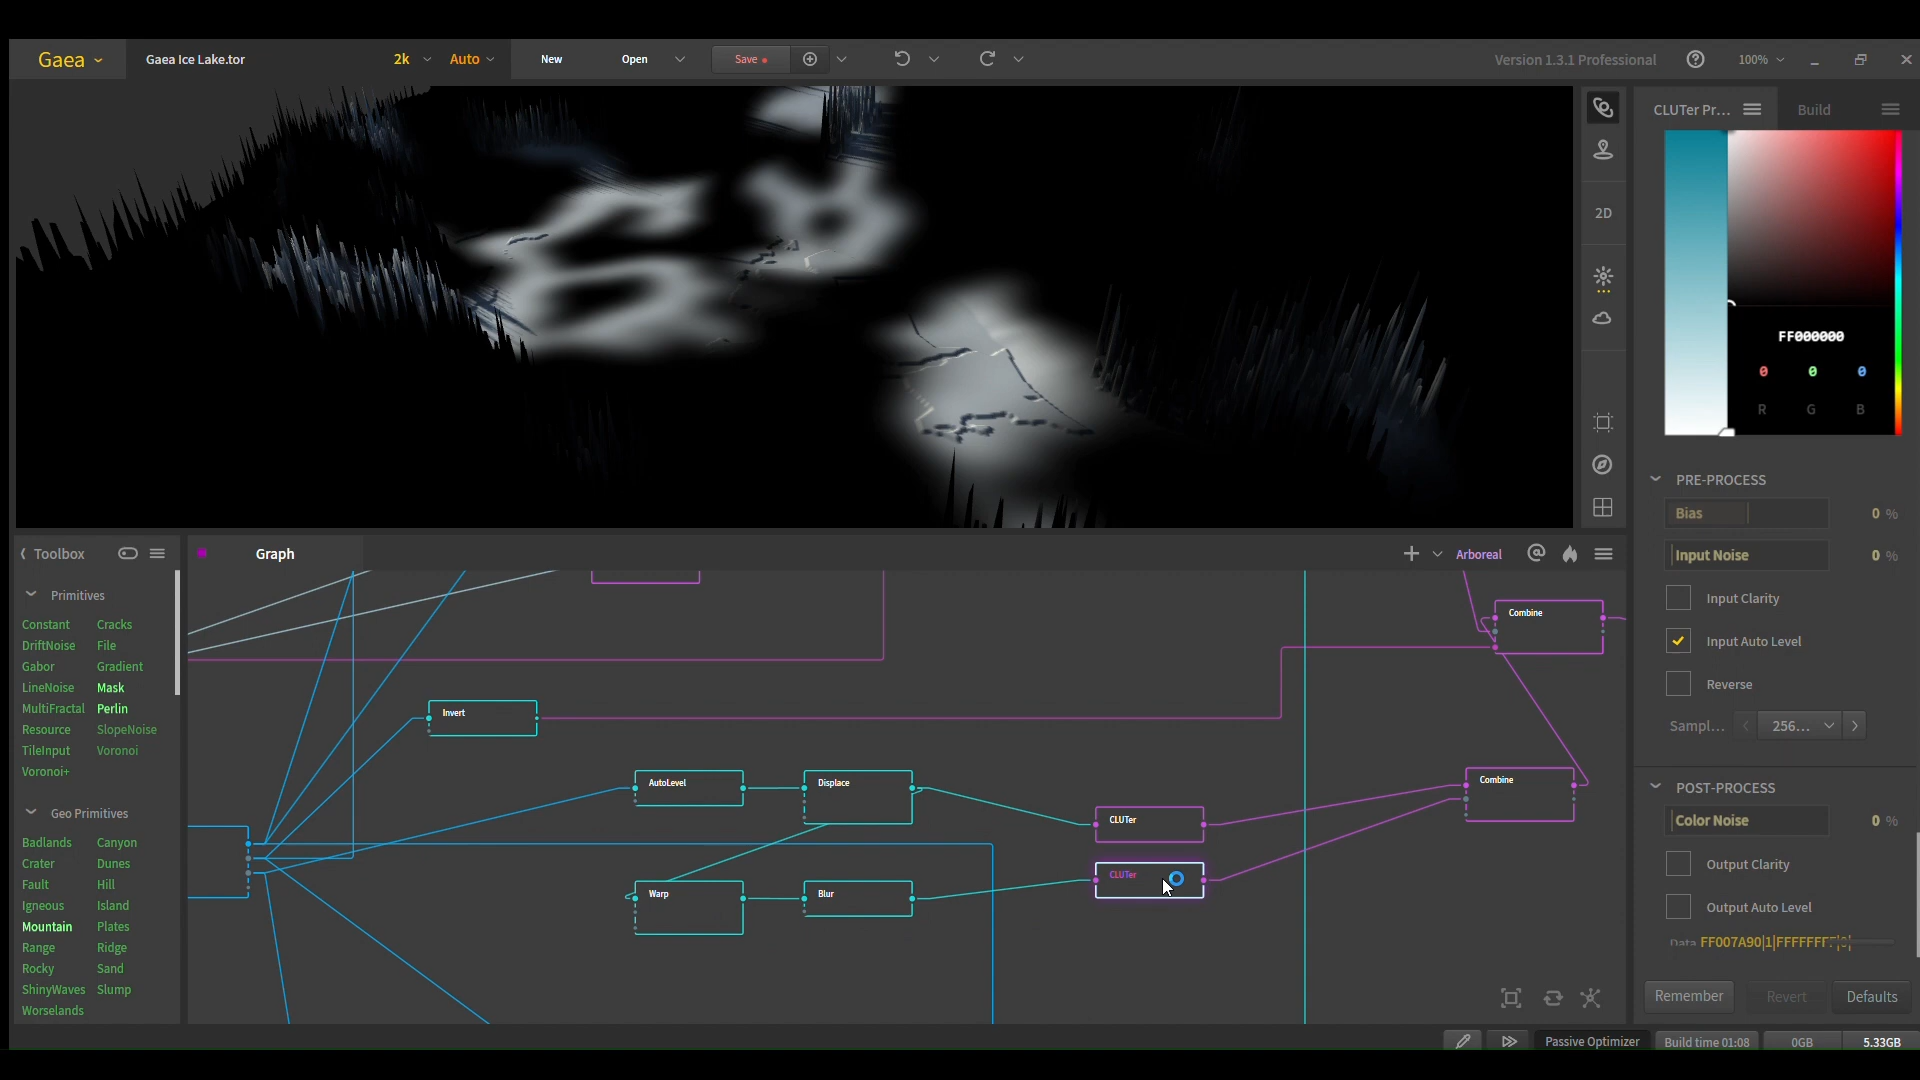 Gaea
Gaea Ice Lake.tor
2k
Auto
New
Open
Save
Version 1.3.1 Professional
100%
CLUTer Pr...
Build
2D
FF000000
0 0 0
R G B
PRE-PROCESS
Bias 0 %
Input Noise 0 %
Input Clarity
Input Auto Level
Reverse
Sampl... 256...
POST-PROCESS
Color Noise 0 %
Output Clarity
Output Auto Level
Data FF007A90|1|FFFFFFFF|0|
Remember
Revert
Defaults
Toolbox
Graph
Arboreal
Primitives
Constant Cracks
DriftNoise File
Gabor Gradient
LineNoise Mask
MultiFractal Perlin
Resource SlopeNoise
TileInput Voronoi
Voronoi+
Geo Primitives
Badlands Canyon
Crater Dunes
Fault Hill
Igneous Island
Mountain Plates
Range Ridge
Rocky Sand
ShinyWaves Slump
Worselands
Combine
Invert
AutoLevel
Displace
Combine
CLUTer
CLUTer
Warp
Blur
Passive Optimizer
Build time 01:08
0GB
5.33GB